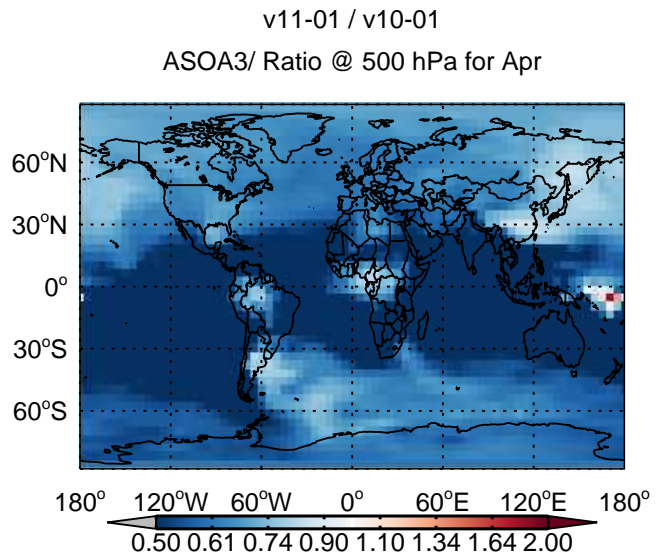 v11-01 / v10-01
ASOA3/ Ratio @ 500 hPa for Apr
60°N
30°N
0°
30°S
60°S
180° 120°W 60°W 0° 60°E 120°E 180°
0.50 0.61 0.74 0.90 1.10 1.34 1.64 2.00